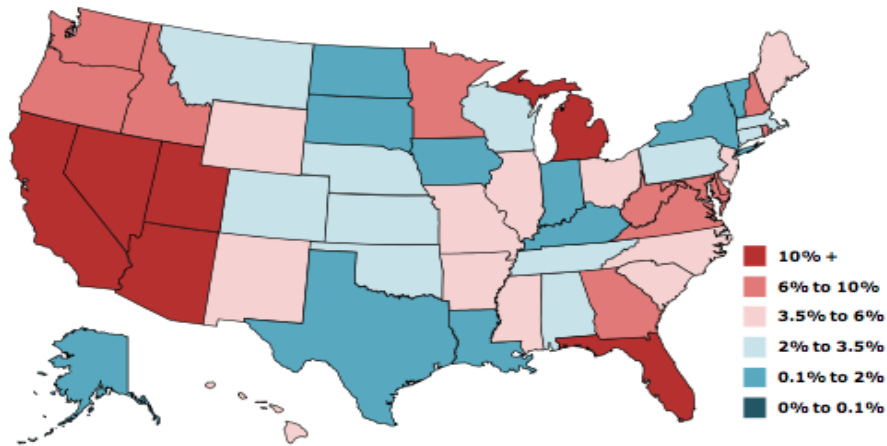 10% +
6% to 10%
3.5% to 6%
2% to 3.5%
0.1% to 2%
0% to 0.1%